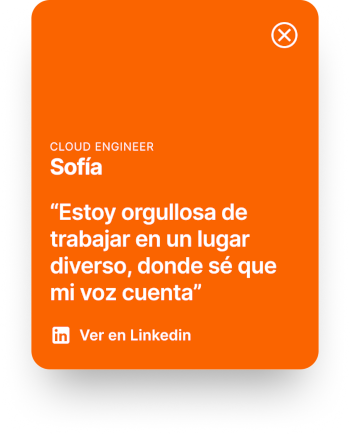 CLOUD ENGINEER
Sofía
“Estoy orgullosa de
trabajar en un lugar
diverso, donde sé que
mi voz cuenta”
in Ver en Linkedin